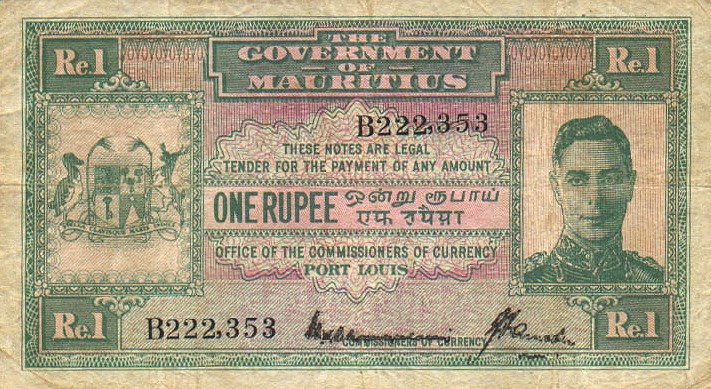 Re.1
THE
GOVERNMENT
OF
MAURITIUS
Re.1
B222,353
THESE NOTES ARE LEGAL
TENDER FOR THE PAYMENT OF ANY AMOUNT
ONE RUPEE
ஒன்று ரூபாய்
एक रुपैया
OFFICE OF THE COMMISSIONERS OF CURRENCY
PORT LOUIS
Re.1
B222,353
COMMISSIONERS OF CURRENCY
Re.1